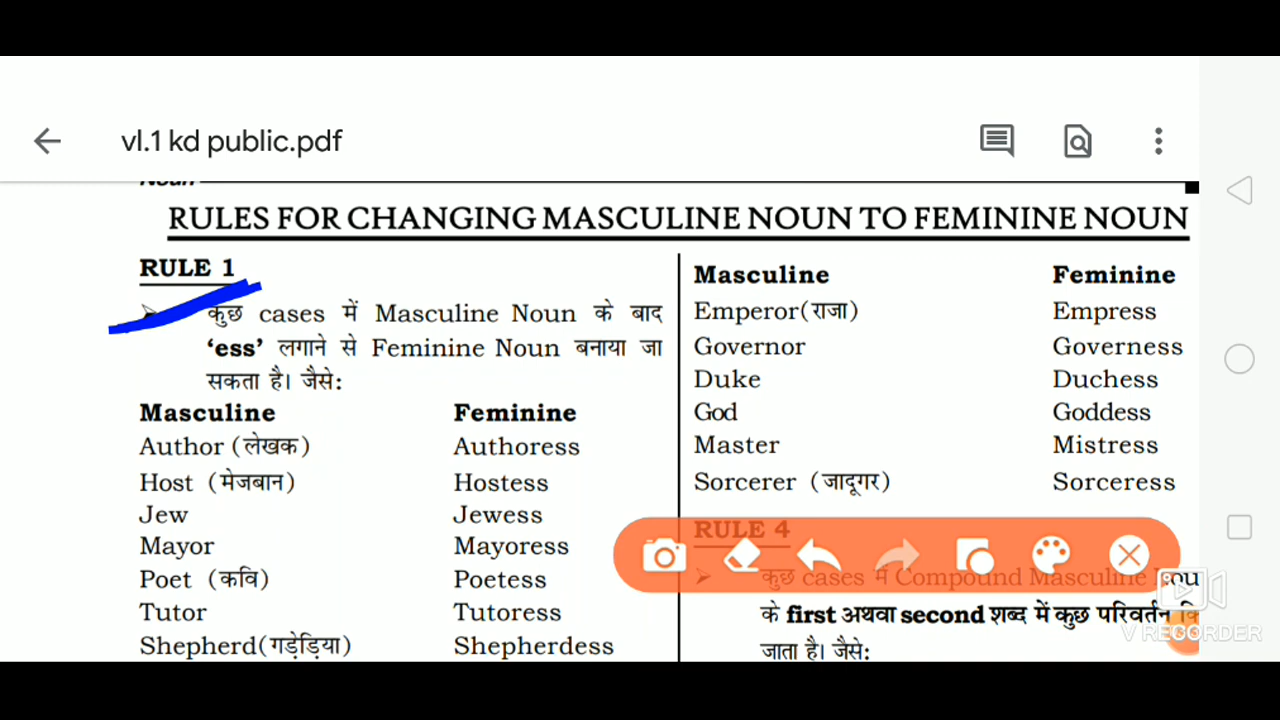 vl.1 kd public.pdf
Noun
RULES FOR CHANGING MASCULINE NOUN TO FEMININE NOUN
RULE 1
कुछ cases में Masculine Noun के बाद
‘ess’ लगाने से Feminine Noun बनाया जा
सकता है। जैसे:
Masculine Feminine
Author (लेखक) Authoress
Host (मेजबान) Hostess
Jew Jewess
Mayor Mayoress
Poet (कवि) Poetess
Tutor Tutoress
Shepherd(गड़ेड़िया) Shepherdess
Masculine Feminine
Emperor(राजा) Empress
Governor Governess
Duke Duchess
God Goddess
Master Mistress
Sorcerer (जादूगर) Sorceress
RULE 4
कुछ cases में Compound Masculine Nou
के first अथवा second शब्द में कुछ परिवर्तन कि
जाता है। जैसे:
V RECORDER